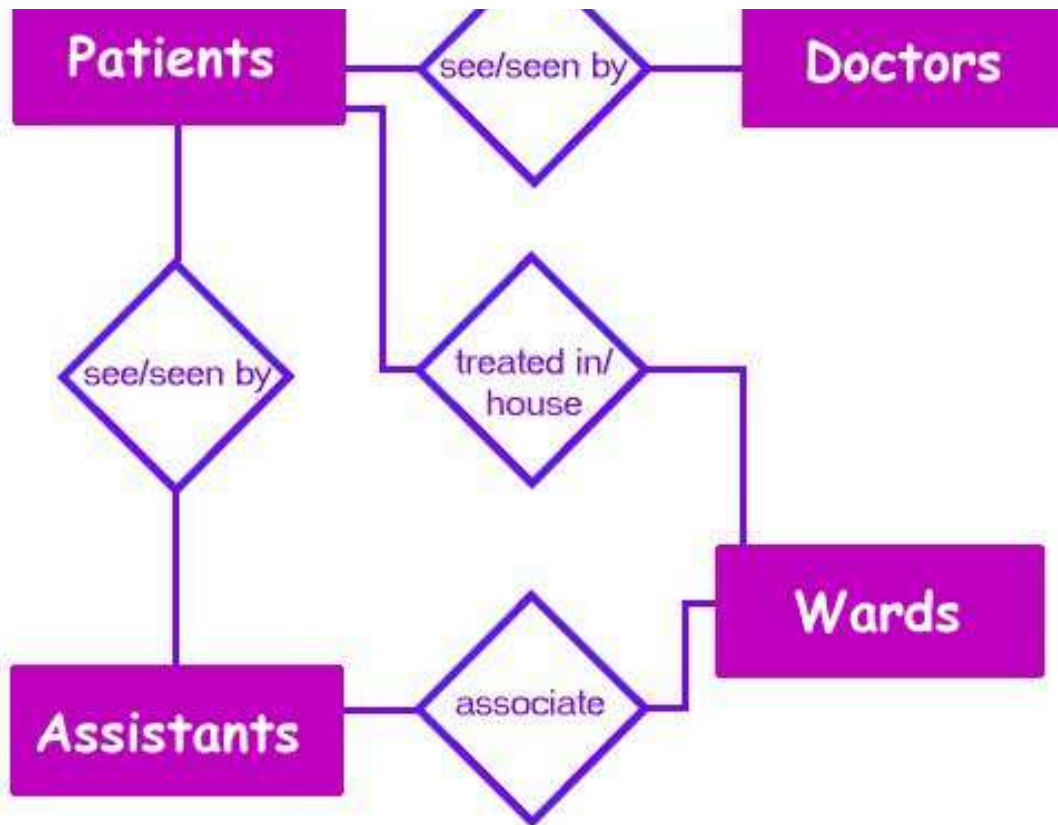 Patients
see/seen by
Doctors
see/seen by
treated in/
house
Wards
Assistants
associate